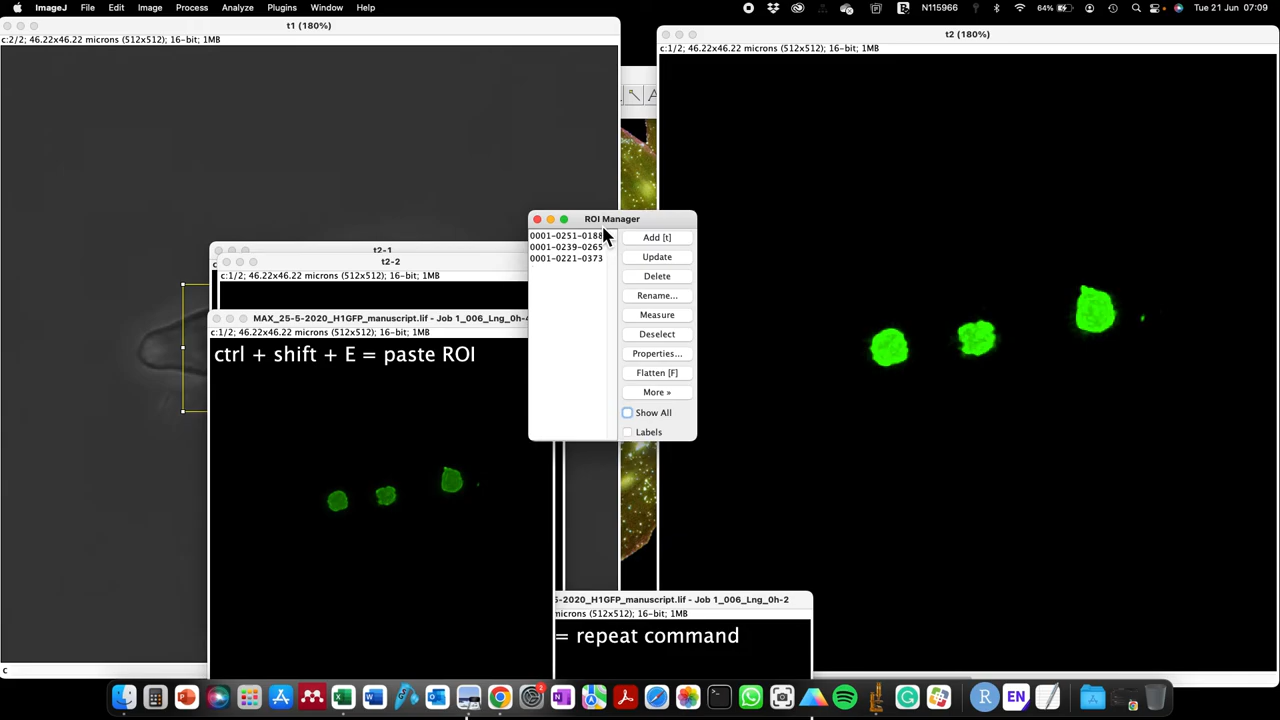 ImageJ File Edit Image Process Analyze Plugins Window Help
N115966 64% Tue 21 Jun 07:09
t1 (180%)
c:2/2; 46.22x46.22 microns (512x512); 16-bit; 1MB
t2 (180%)
c:1/2; 46.22x46.22 microns (512x512); 16-bit; 1MB
ROI Manager
0001-0251-0188
0001-0239-0265
0001-0221-0373
Add [t]
Update
Delete
Rename...
Measure
Deselect
Properties...
Flatten [F]
More »
Show All
Labels
t2-1
t2-2
c:1/2; 46.22x46.22 microns (512x512); 16-bit; 1MB
MAX_25-5-2020_H1GFP_manuscript.lif - Job 1_006_Lng_0h-
c:1/2; 46.22x46.22 microns (512x512); 16-bit; 1MB
ctrl + shift + E = paste ROI
5-2020_H1GFP_manuscript.lif - Job 1_006_Lng_0h-2
microns (512x512); 16-bit; 1MB
= repeat command
c
R EN